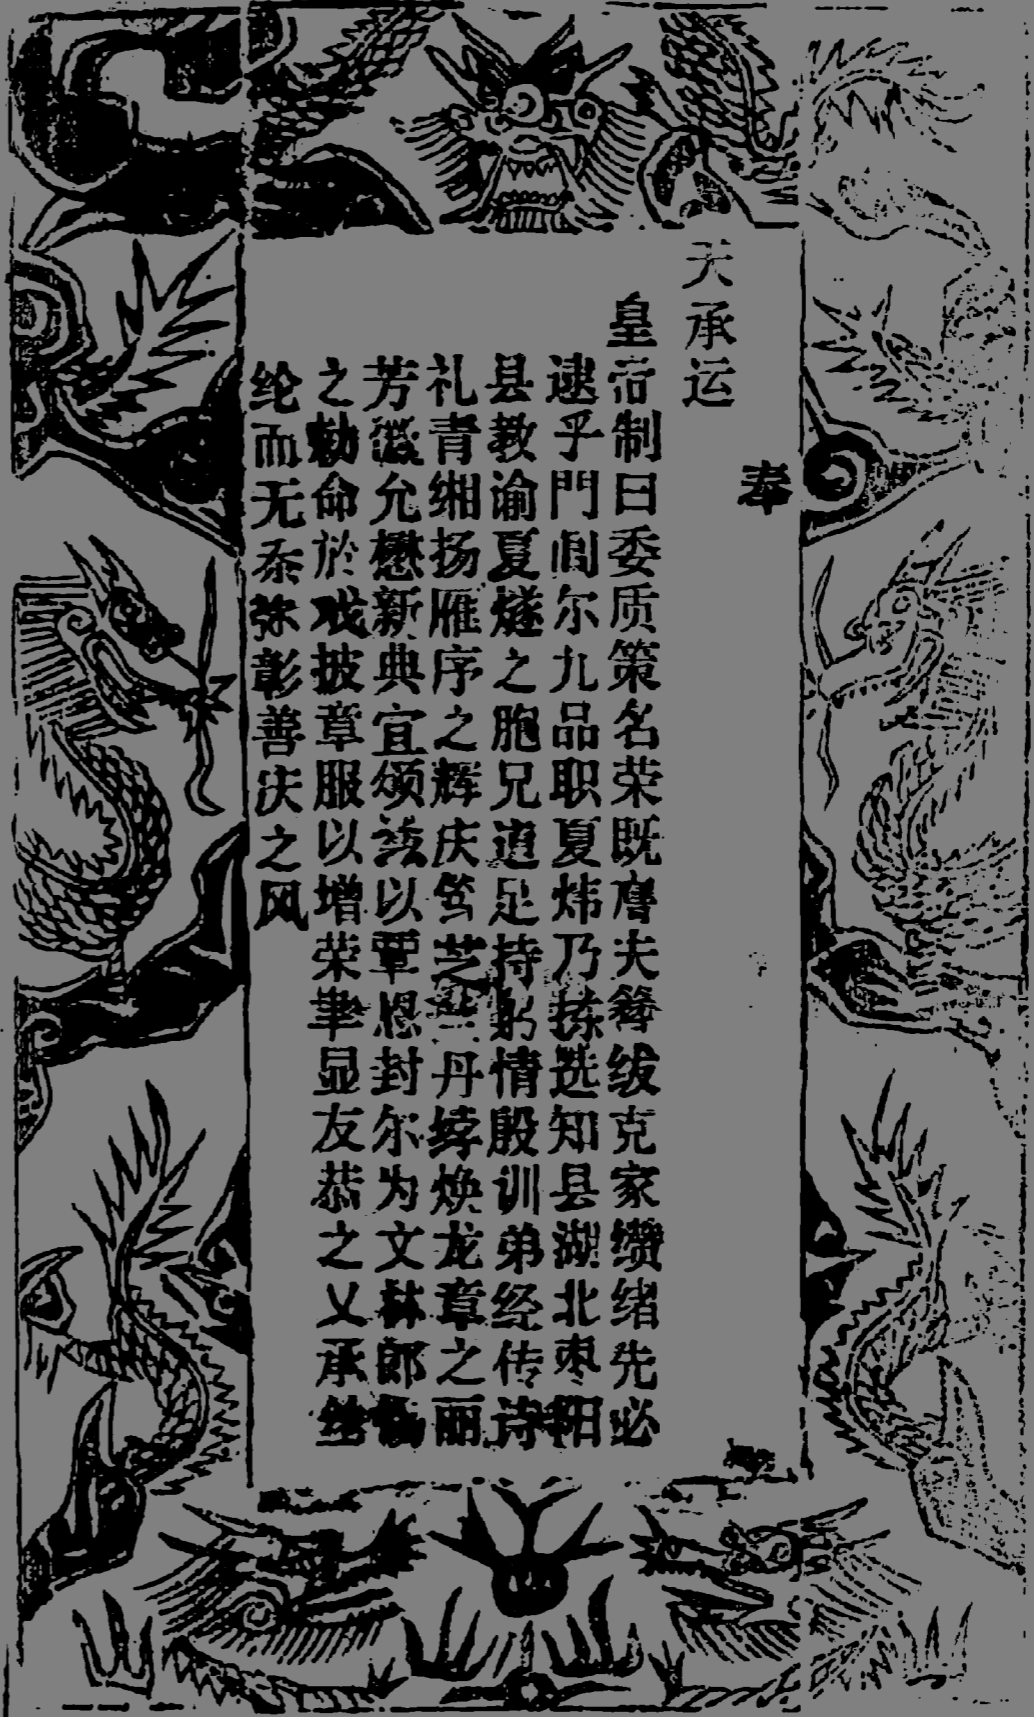 奉
天承运
皇帝制曰委质策名荣既膺夫簪绂克家缵绪先必
逮乎門闾尔九品职夏炜乃拣选知县湖北枣阳
县教谕夏燧之胞兄道足持躬情殷训弟经传诗
礼青缃扬雁序之辉庆笃芝兰丹綍焕龙章之丽
芳徽允懋新典宜颁兹以覃恩封尔为文林郎锡
之勅命於戏披章服以增荣聿显友恭之乂承丝
纶而无忝弥彰善庆之风